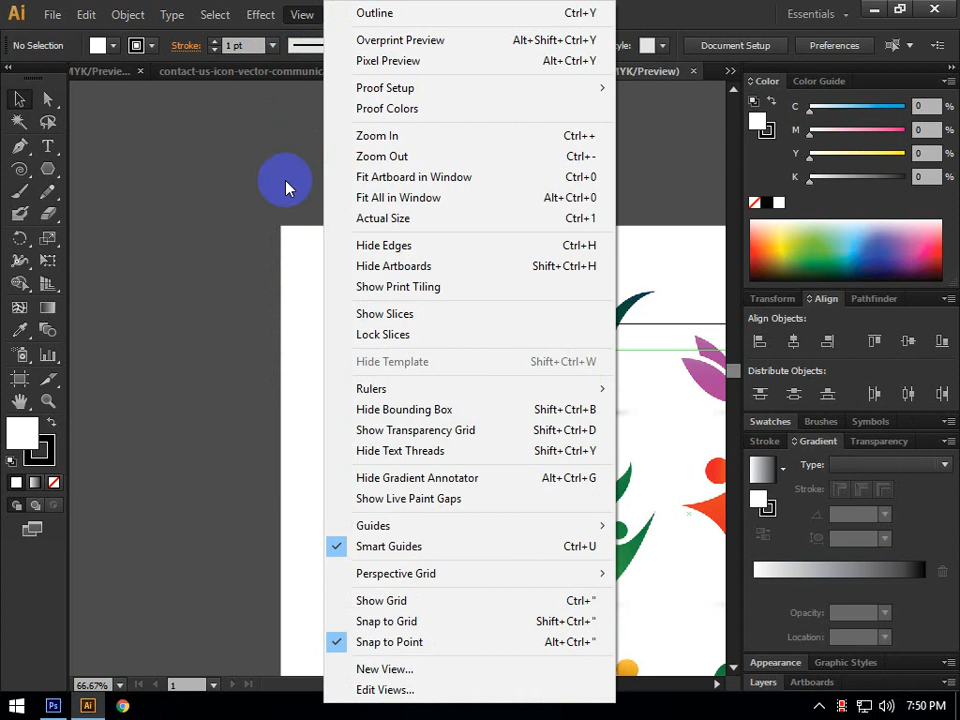 Ai File Edit Object Type Select Effect View Essentials
No Selection Stroke: 1 pt Style: Document Setup Preferences
MYK/Preview... contact-us-icon-vector-communic MYK/Preview)
Outline Ctrl+Y
Overprint Preview Alt+Shift+Ctrl+Y
Pixel Preview Alt+Ctrl+Y
Proof Setup
Proof Colors
Zoom In Ctrl++
Zoom Out Ctrl+-
Fit Artboard in Window Ctrl+0
Fit All in Window Alt+Ctrl+0
Actual Size Ctrl+1
Hide Edges Ctrl+H
Hide Artboards Shift+Ctrl+H
Show Print Tiling
Show Slices
Lock Slices
Hide Template Shift+Ctrl+W
Rulers
Hide Bounding Box Shift+Ctrl+B
Show Transparency Grid Shift+Ctrl+D
Hide Text Threads Shift+Ctrl+Y
Hide Gradient Annotator Alt+Ctrl+G
Show Live Paint Gaps
Guides
Smart Guides Ctrl+U
Perspective Grid
Show Grid Ctrl+"
Snap to Grid Shift+Ctrl+"
Snap to Point Alt+Ctrl+"
New View...
Edit Views...
Color Color Guide
C 0 %
M 0 %
Y 0 %
K 0 %
Transform Align Pathfinder
Align Objects:
Distribute Objects:
Swatches Brushes Symbols
Stroke Gradient Transparency
Type:
Stroke:
Opacity:
Location:
Appearance Graphic Styles
Layers Artboards
66.67% 1
Ps Ai 7:50 PM